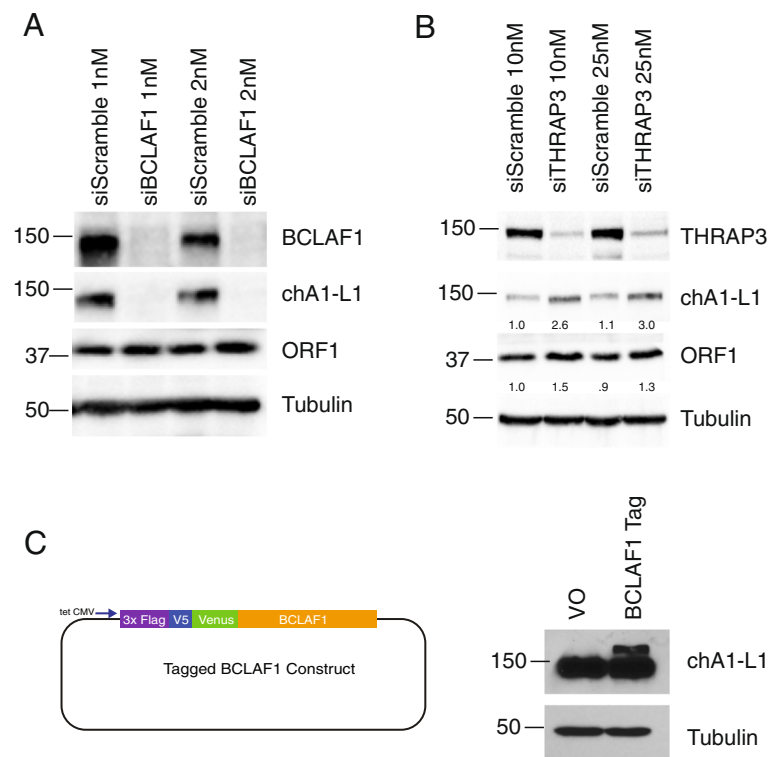 A
siScramble 1nM
siBCLAF1 1nM
siScramble 2nM
siBCLAF1 2nM
150 BCLAF1
150 chA1-L1
37 ORF1
50 Tubulin
B
siScramble 10nM
siTHRAP3 10nM
siScramble 25nM
siTHRAP3 25nM
150 THRAP3
150 chA1-L1
1.0 2.6 1.1 3.0
37 ORF1
1.0 1.5 .9 1.3
50 Tubulin
C
tet CMV
3x Flag V5 Venus BCLAF1
Tagged BCLAF1 Construct
VO
BCLAF1 Tag
150 chA1-L1
50 Tubulin